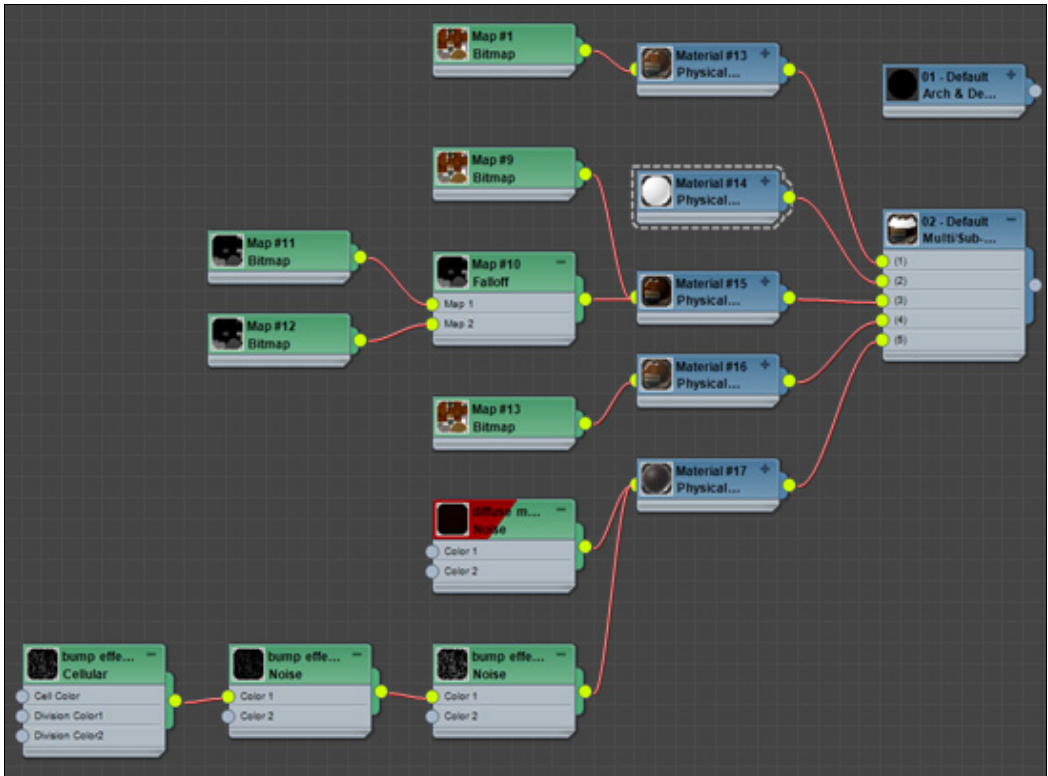 Map #1
Bitmap
Material #13
Physical...
01 - Default
Arch & De...
Map #9
Bitmap
Material #14
Physical...
02 - Default
Multi/Sub-...
(1)
(2)
(3)
(4)
(5)
Map #11
Bitmap
Map #10
Falloff
Map 1
Map 2
Material #15
Physical...
Map #12
Bitmap
Material #16
Physical...
Map #13
Bitmap
Material #17
Physical...
diffuse m...
Noise
Color 1
Color 2
bump effe...
Cellular
Cell Color
Division Color1
Division Color2
bump effe...
Noise
Color 1
Color 2
bump effe...
Noise
Color 1
Color 2